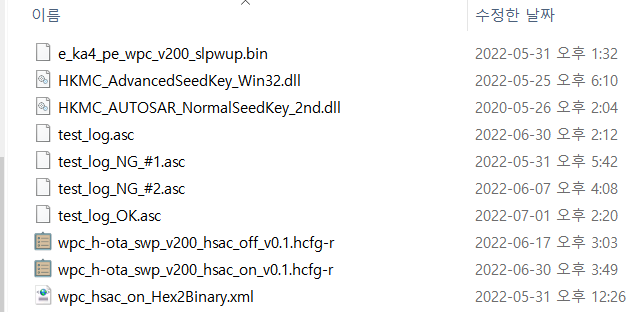 이름 수정한 날짜
e_ka4_pe_wpc_v200_slpwup.bin 2022-05-31 오후 1:32
HKMC_AdvancedSeedKey_Win32.dll 2022-05-25 오후 6:10
HKMC_AUTOSAR_NormalSeedKey_2nd.dll 2020-05-26 오후 2:04
test_log.asc 2022-06-30 오후 2:12
test_log_NG_#1.asc 2022-05-31 오후 5:42
test_log_NG_#2.asc 2022-06-07 오후 4:08
test_log_OK.asc 2022-07-01 오후 2:20
wpc_h-ota_swp_v200_hsac_off_v0.1.hcfg-r 2022-06-17 오후 3:03
wpc_h-ota_swp_v200_hsac_on_v0.1.hcfg-r 2022-06-30 오후 3:49
wpc_hsac_on_Hex2Binary.xml 2022-05-31 오후 12:26